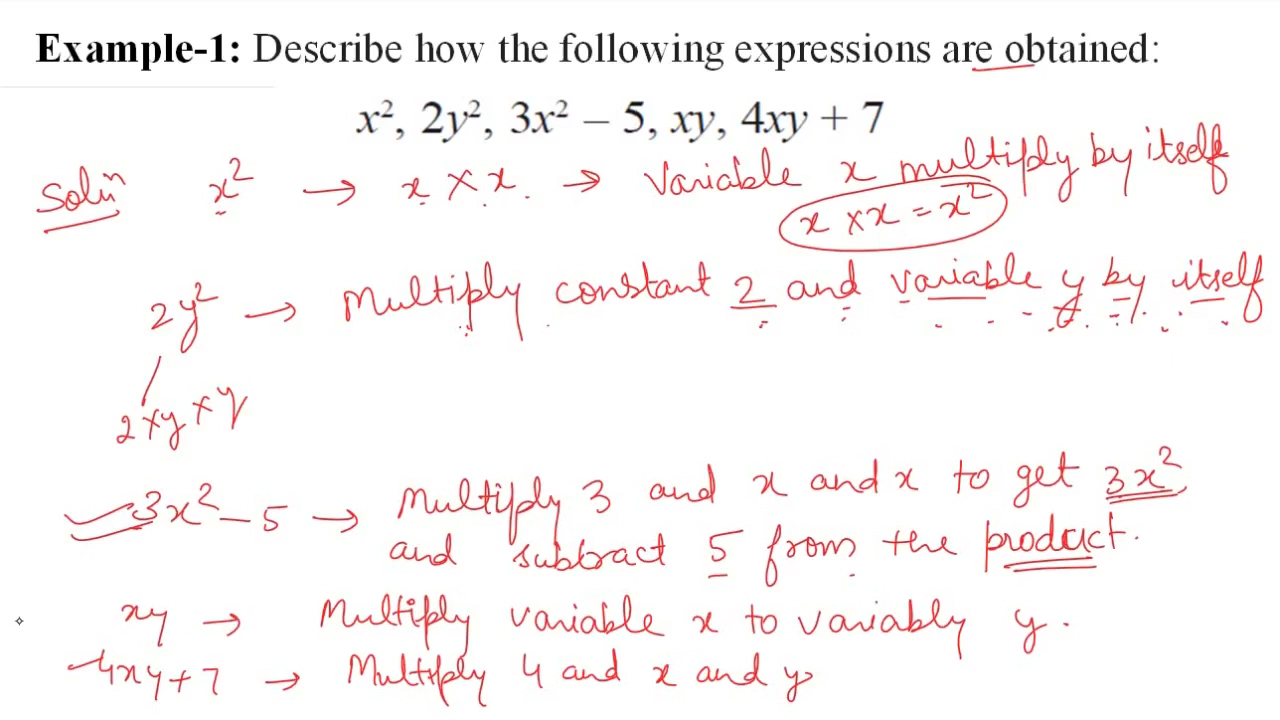 Example-1: Describe how the following expressions are obtained:
x², 2y², 3x² – 5, xy, 4xy + 7
Soln x² → x × x. → Variable x multiply by itself
x × x = x²
2y² → Multiply constant 2 and variable y by itself
2 × y × y
3x² – 5 → Multiply 3 and x and x to get 3x²,
and subtract 5 from the product.
xy → Multiply variable x to variably y.
4xy + 7 → Multiply 4 and x and y